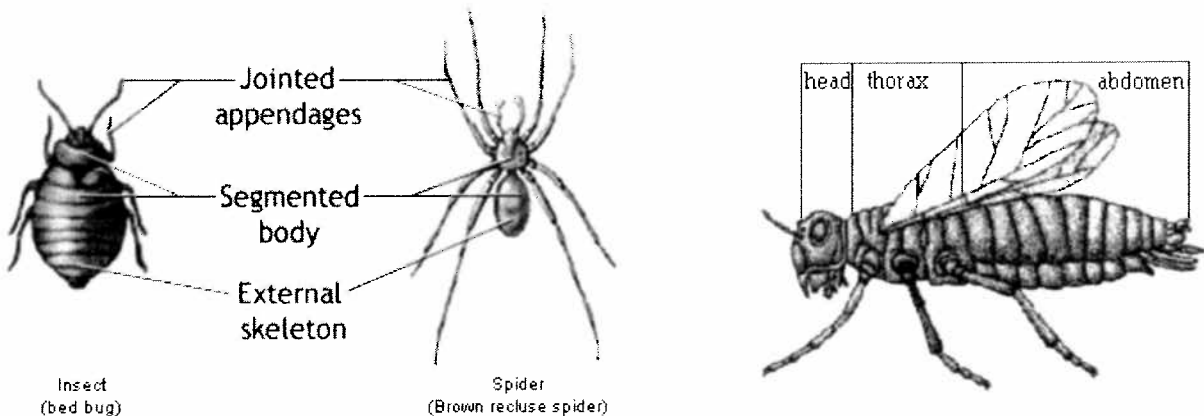 Jointed
appendages
Segmented
body
External
skeleton
Insect
(bed bug)
Spider
(Brown recluse spider)
head thorax abdomen